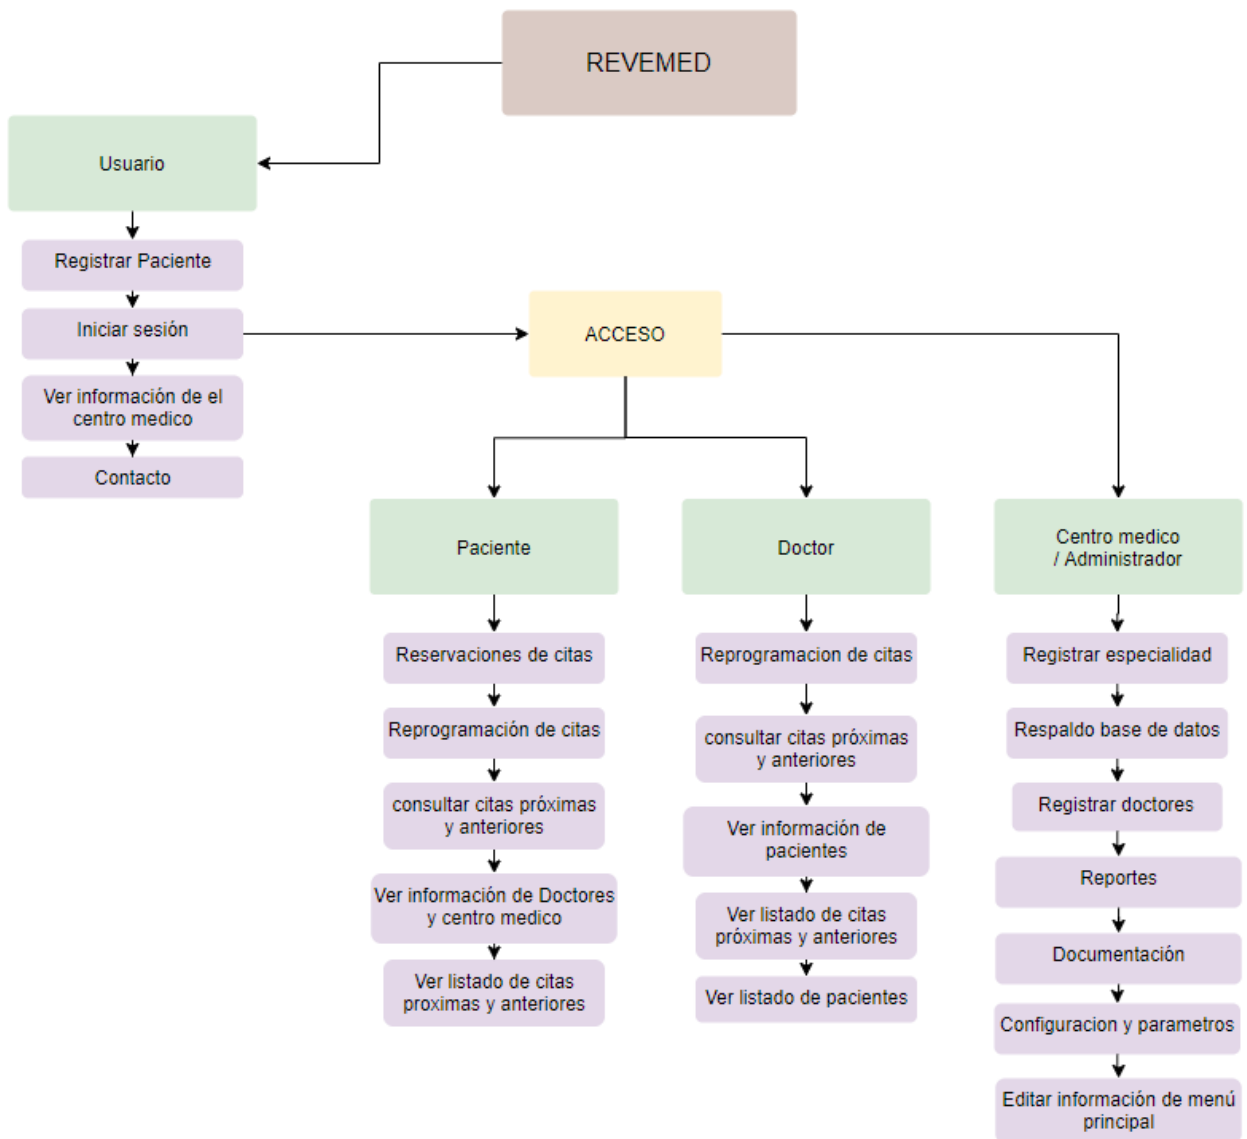 REVEMED
Usuario
Registrar Paciente
Iniciar sesión
Ver información de el
centro medico
Contacto
ACCESO
Paciente
Reservaciones de citas
Reprogramación de citas
consultar citas próximas
y anteriores
Ver información de Doctores
y centro medico
Ver listado de citas
proximas y anteriores
Doctor
Reprogramacion de citas
consultar citas próximas
y anteriores
Ver información de
pacientes
Ver listado de citas
próximas y anteriores
Ver listado de pacientes
Centro medico
/ Administrador
Registrar especialidad
Respaldo base de datos
Registrar doctores
Reportes
Documentación
Configuracion y parametros
Editar información de menú
principal